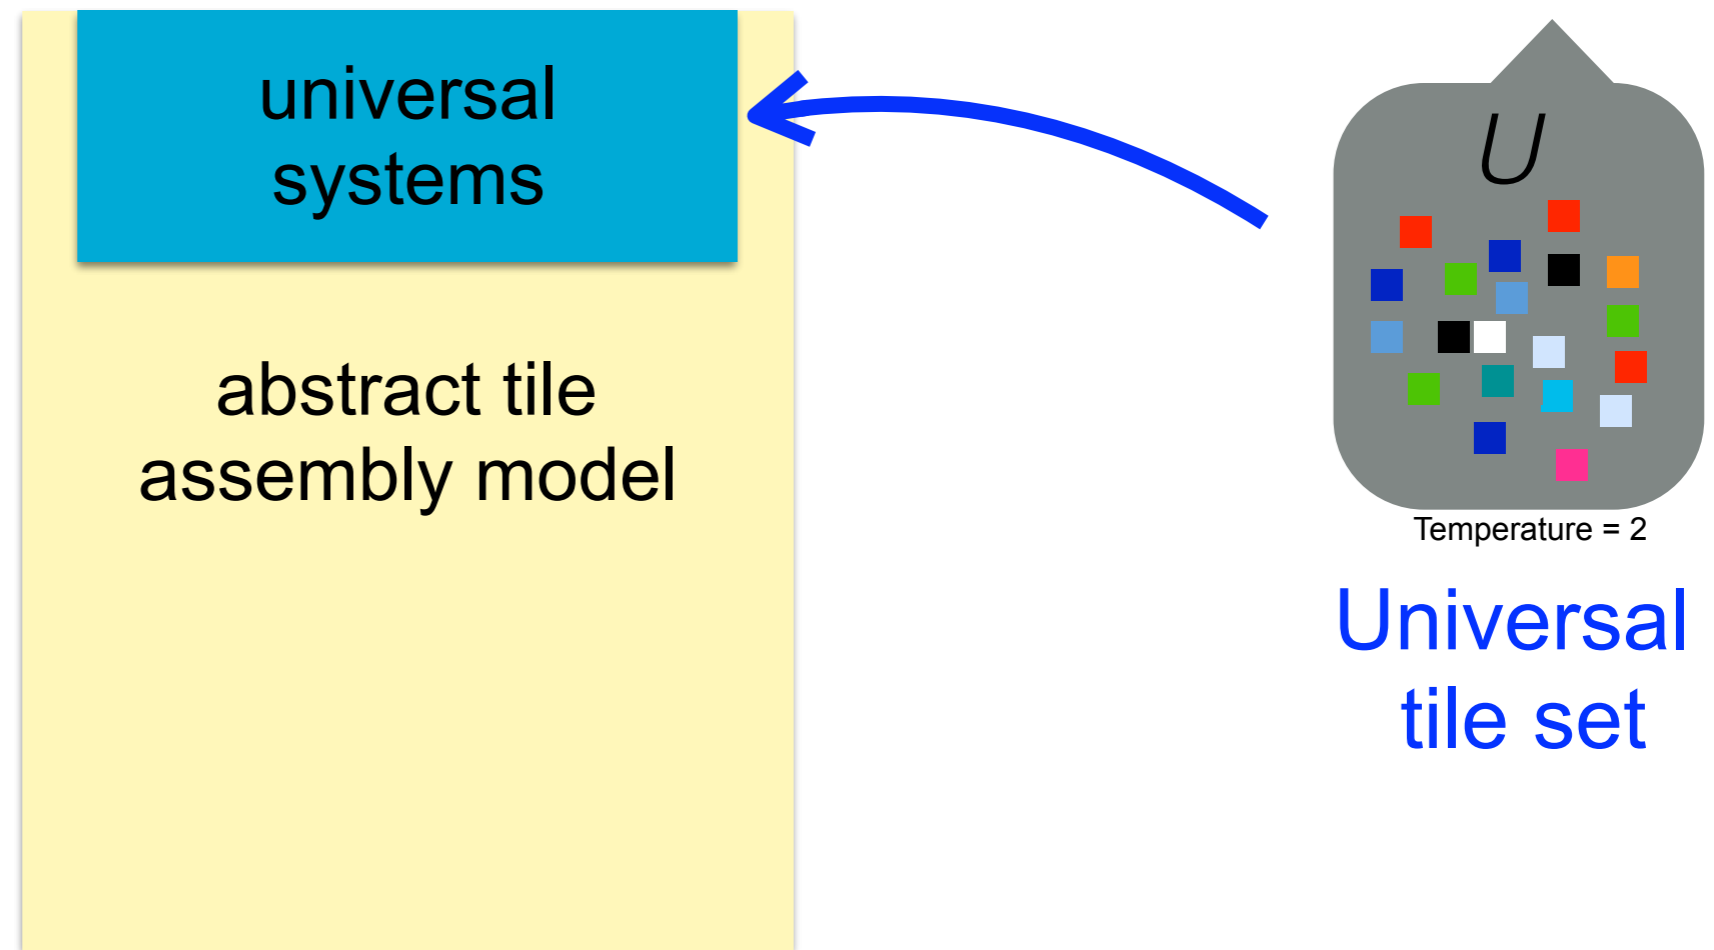 universal
systems
abstract tile
assembly model
U
Temperature = 2
Universal
tile set